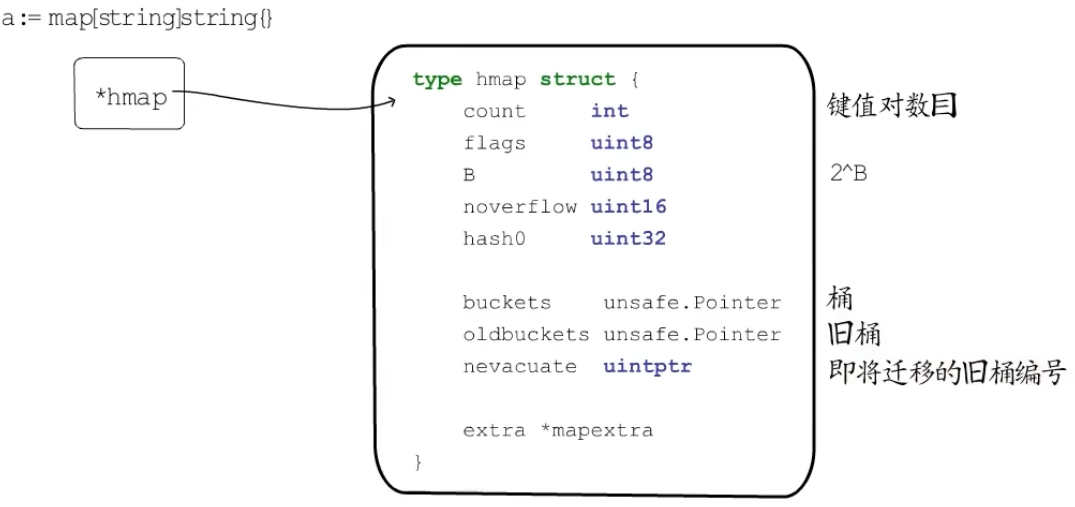 a := map[string]string{}
*hmap
type hmap struct {
count int 键值对数目
flags uint8
B uint8 2^B
noverflow uint16
hash0 uint32
buckets unsafe.Pointer 桶
oldbuckets unsafe.Pointer 旧桶
nevacuate uintptr 即将迁移的旧桶编号
extra *mapextra
}